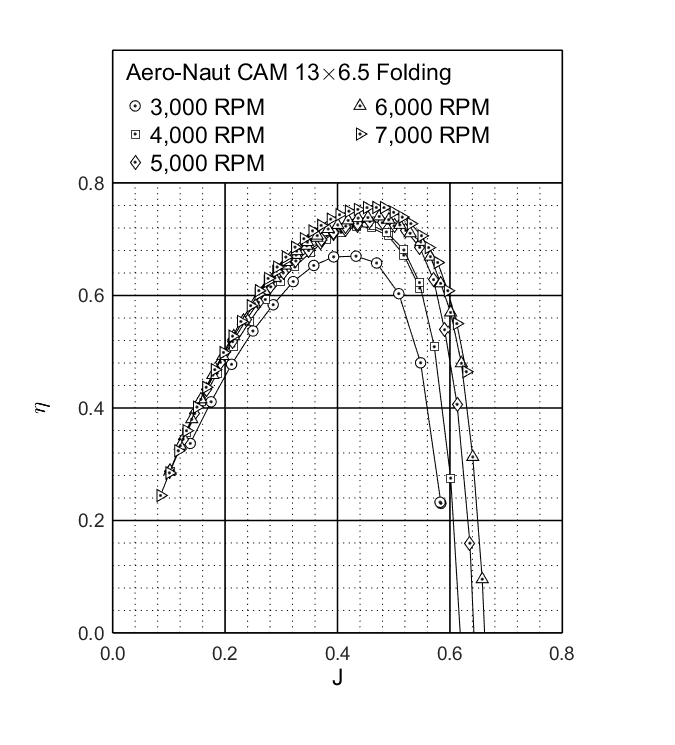 Aero-Naut CAM 13×6.5 Folding
3,000 RPM
4,000 RPM
5,000 RPM
6,000 RPM
7,000 RPM
0.8
0.6
0.4
0.2
0.0
η
0.0 0.2 0.4 0.6 0.8
J